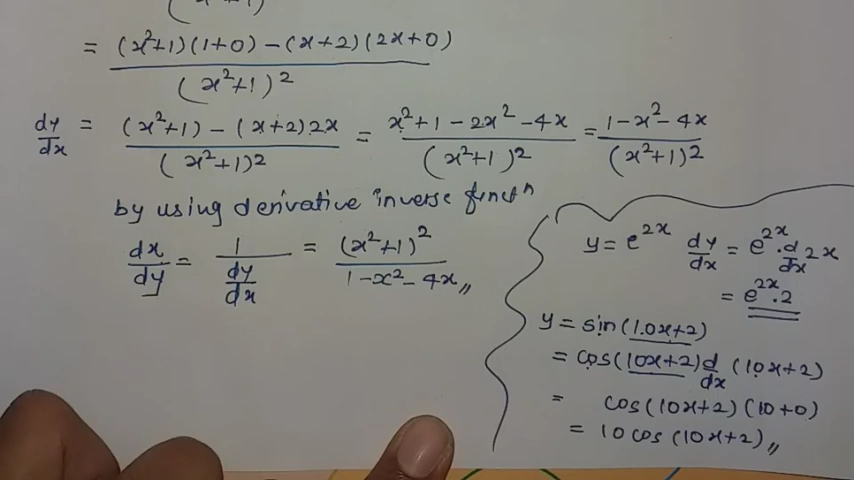 (x²+1)
= (x²+1)(1+0) - (x+2)(2x+0) / (x²+1)²
dy/dx = (x²+1) - (x+2)2x / (x²+1)² = x²+1-2x²-4x / (x²+1)² = 1-x²-4x / (x²+1)²
by using derivative inverse functⁿ
dx/dy = 1 / (dy/dx) = (x²+1)² / 1-x²-4x,,
y = e^2x dy/dx = e^2x . d/dx 2x
= e^2x . 2
y = sin(10x+2)
= cos(10x+2) d/dx (10x+2)
= cos(10x+2)(10+0)
= 10 cos(10x+2),,